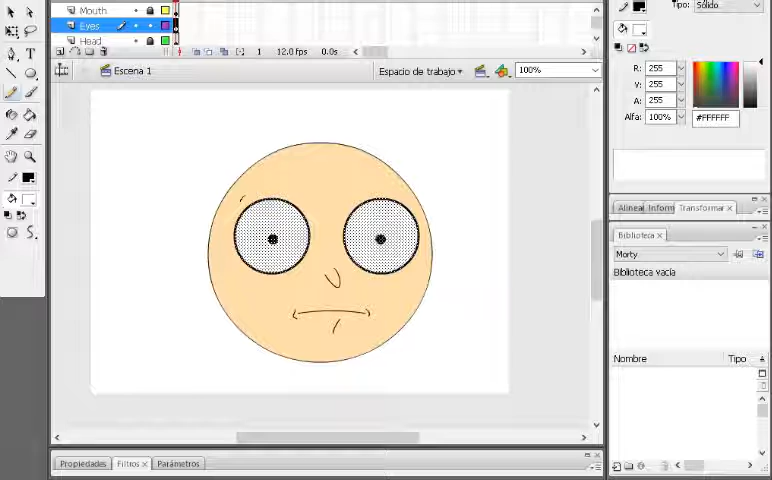 Mouth
Eyes
Head
1 12.0 fps 0.0s
Escena 1
Espacio de trabajo
100%
Tipo: Sólido
R: 255
V: 255
A: 255
Alfa: 100%
#FFFFFF
Alineal Inform Transformar
Biblioteca
Morty
Biblioteca vacía
Nombre Tipo
Propiedades Filtros Parámetros